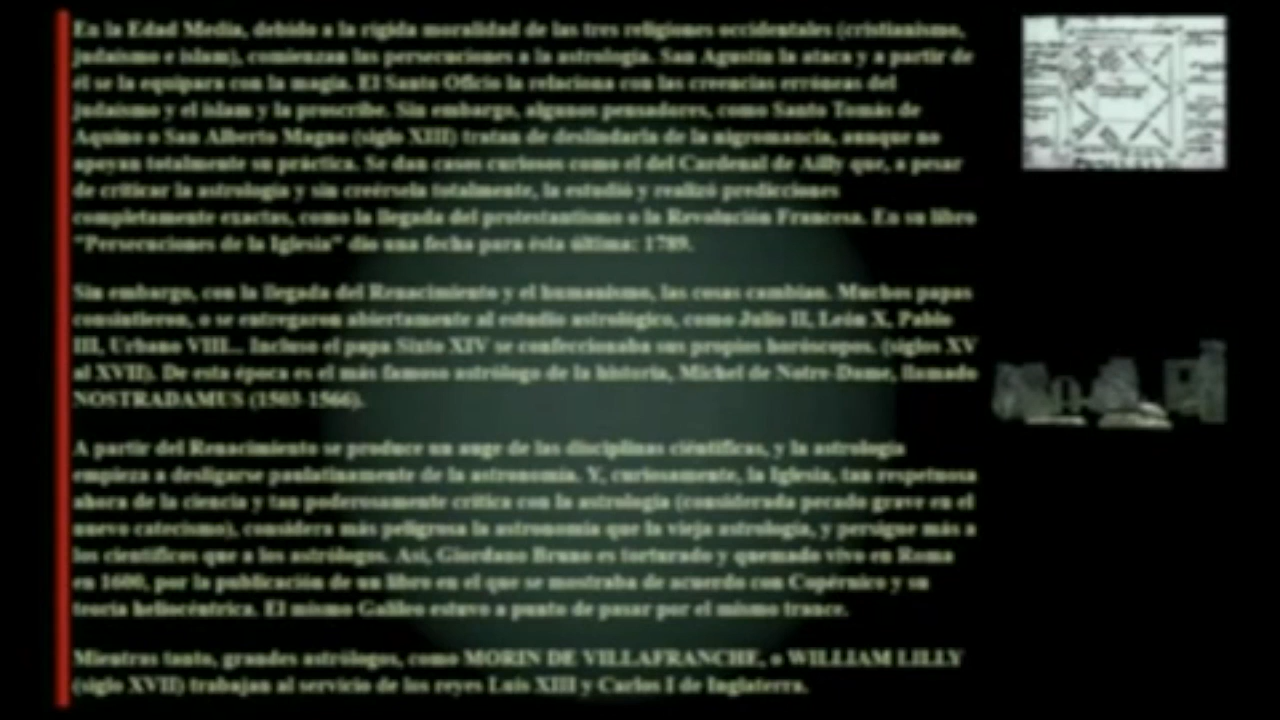 En la Edad Media, debido a la rígida moralidad de las tres religiones occidentales (cristianismo,
judaísmo e islam), comienzan las persecuciones a la astrología. San Agustín la ataca y a partir de
él se la equipara con la magia. El Santo Oficio la relaciona con las creencias erróneas del
judaísmo y el islam y la proscribe. Sin embargo, algunos pensadores, como Santo Tomás de
Aquino o San Alberto Magno (siglo XIII) tratan de deslindarla de la nigromancia, aunque no
apoyan totalmente su práctica. Se dan casos curiosos como el del Cardenal de Ailly que, a pesar
de criticar la astrología y sin creérsela totalmente, la estudió y realizó predicciones
completamente exactas, como la llegada del protestantismo o la Revolución Francesa. En su libro
"Persecuciones de la Iglesia" dio una fecha para ésta última: 1789.
Sin embargo, con la llegada del Renacimiento y el humanismo, las cosas cambian. Muchos papas
consintieron, o se entregaron abiertamente al estudio astrológico, como Julio II, León X, Pablo
III, Urbano VIII... Incluso el papa Sixto XIV se confeccionaba sus propios horóscopos. (siglos XV
al XVII). De esta época es el más famoso astrólogo de la historia, Michel de Notre-Dame, llamado
NOSTRADAMUS (1503-1566).
A partir del Renacimiento se produce un auge de las disciplinas científicas, y la astrología
empieza a desligarse paulatinamente de la astronomía. Y, curiosamente, la Iglesia, tan respetuosa
ahora de la ciencia y tan poderosamente crítica con la astrología (considerada pecado grave en el
nuevo catecismo), considera más peligrosa la astronomía que la vieja astrología, y persigue más a
los científicos que a los astrólogos. Así, Giordano Bruno es torturado y quemado vivo en Roma
en 1600, por la publicación de un libro en el que se mostraba de acuerdo con Copérnico y su
teoría heliocéntrica. El mismo Galileo estuvo a punto de pasar por el mismo trance.
Mientras tanto, grandes astrólogos, como MORIN DE VILLAFRANCHE, o WILLIAM LILLY
(siglo XVII) trabajan al servicio de los reyes Luis XIII y Carlos I de Inglaterra.